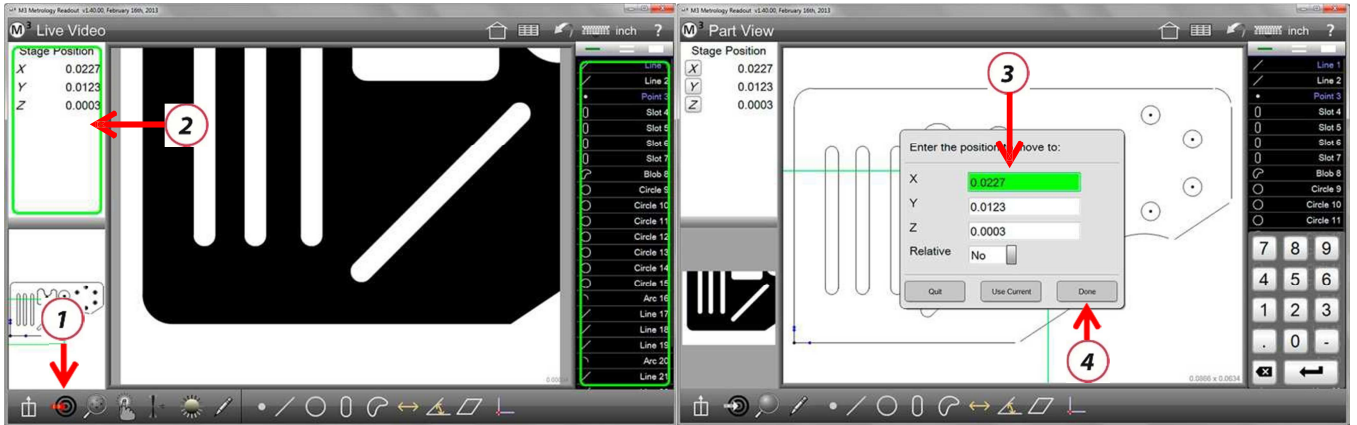 M3 Metrology Readout v1.40.00, February 16th, 2013
M3 Live Video
inch ?
Stage Position
X 0.0227
Y 0.0123
Z 0.0003
2
1
Line
Line 2
Point 3
Slot 4
Slot 5
Slot 6
Slot 7
Blob 8
Circle 9
Circle 10
Circle 11
Circle 12
Circle 13
Circle 14
Circle 15
Arc 16
Line 17
Line 18
Line 19
Arc 20
Line 21
M3 Metrology Readout v1.40.00, February 16th, 2013
M3 Part View
inch ?
Stage Position
X 0.0227
Y 0.0123
Z 0.0003
3
Enter the position to move to:
X 0.0227
Y 0.0123
Z 0.0003
Relative No
Quit Use Current Done
4
Line 1
Line 2
Point 3
Slot 4
Slot 5
Slot 6
Slot 7
Blob 8
Circle 9
Circle 10
Circle 11
7 8 9
4 5 6
1 2 3
. 0 -